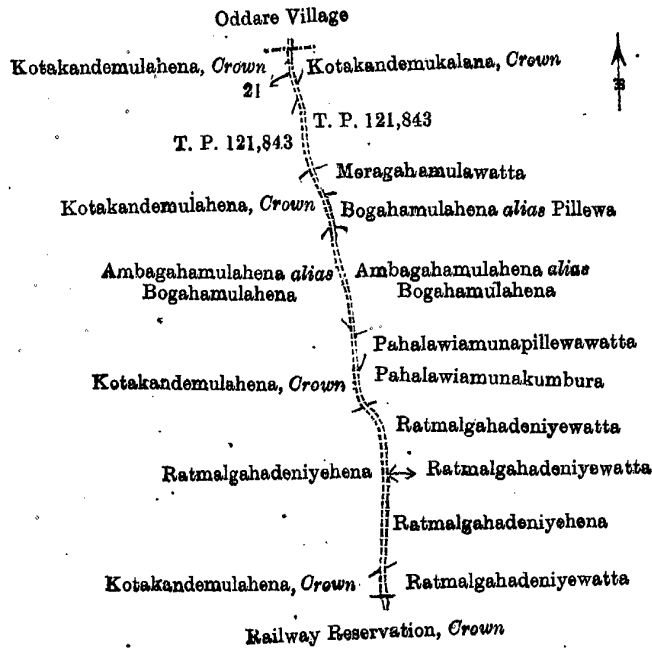 Oddare Village
Kotakandemulahena, Crown
Kotakandemukalana, Crown
21
T. P. 121,843
T. P. 121,843
Meragahamulawatta
Kotakandemulahena, Crown
Bogahamulahena alias Pillewa
Ambagahamulahena alias
Bogahamulahena
Ambagahamulahena alias
Bogahamulahena
Pahalawiamunapillewawatta
Kotakandemulahena, Crown
Pahalawiamunakumbura
Ratmalgahadeniyewatta
Ratmalgahadeniyehena
Ratmalgahadeniyewatta
Ratmalgahadeniyehena
Kotakandemulahena, Crown
Ratmalgahadeniyewatta
Railway Reservation, Crown